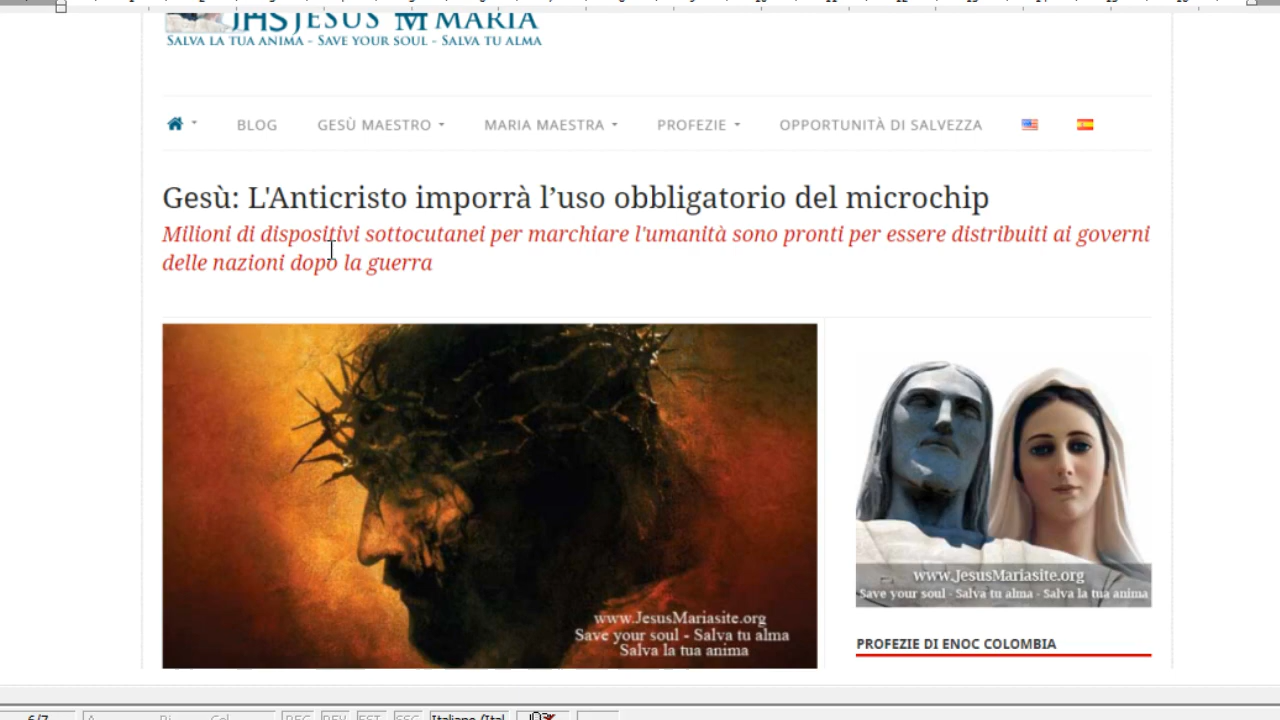 JESUS MARIA
SALVA LA TUA ANIMA - SAVE YOUR SOUL - SALVA TU ALMA
BLOG GESÙ MAESTRO MARIA MAESTRA PROFEZIE OPPORTUNITÀ DI SALVEZZA
Gesù: L'Anticristo imporrà l’uso obbligatorio del microchip
Milioni di dispositivi sottocutanei per marchiare l'umanità sono pronti per essere distribuiti ai governi
delle nazioni dopo la guerra
www.JesusMariasite.org
Save your soul - Salva tu alma
Salva la tua anima
www.JesusMariasite.org
Save your soul - Salva tu alma - Salva la tua anima
PROFEZIE DI ENOC COLOMBIA
6/7